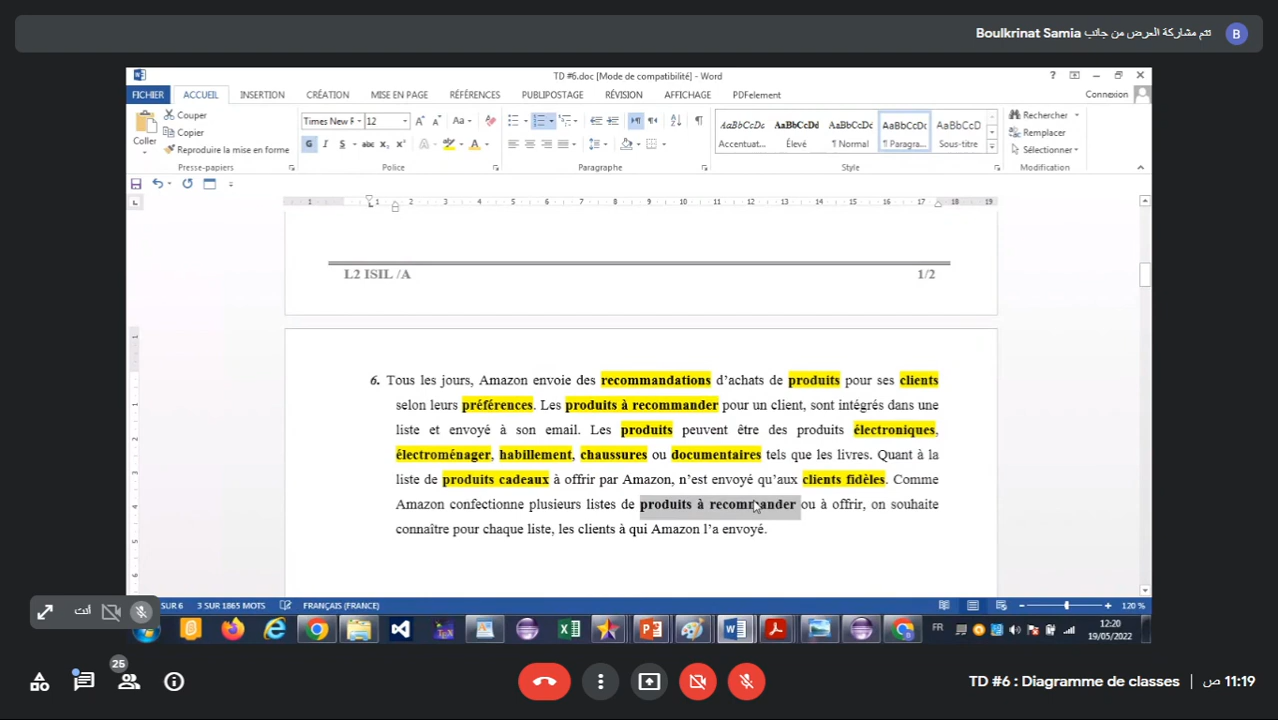 تتم مشاركة العرض من جانب Boulkrinat Samia
B
TD #6.doc [Mode de compatibilité] - Word
FICHIER ACCUEIL INSERTION CRÉATION MISE EN PAGE RÉFÉRENCES PUBLIPOSTAGE RÉVISION AFFICHAGE PDFelement Connexion
Coller
Couper
Copier
Reproduire la mise en forme
Presse-papiers
Times New F 12
Police
Paragraphe
AaBbCcDc AaBbCcDc AaBbCcDc AaBbCcDc AaBbCcD
Accentuat... Élevé ¶ Normal ¶ Paragra... Sous-titre
Style
Rechercher
Remplacer
Sélectionner
Modification
L2 ISIL /A 1/2
6. Tous les jours, Amazon envoie des recommandations d’achats de produits pour ses clients
selon leurs préférences. Les produits à recommander pour un client, sont intégrés dans une
liste et envoyé à son email. Les produits peuvent être des produits électroniques,
électroménager, habillement, chaussures ou documentaires tels que les livres. Quant à la
liste de produits cadeaux à offrir par Amazon, n’est envoyé qu’aux clients fidèles. Comme
Amazon confectionne plusieurs listes de produits à recommander ou à offrir, on souhaite
connaître pour chaque liste, les clients à qui Amazon l’a envoyé.
SUR 6 3 SUR 1865 MOTS FRANÇAIS (FRANCE) 120 %
أنت
FR 12:20
19/05/2022
25
TD #6 : Diagramme de classes | 11:19 ص